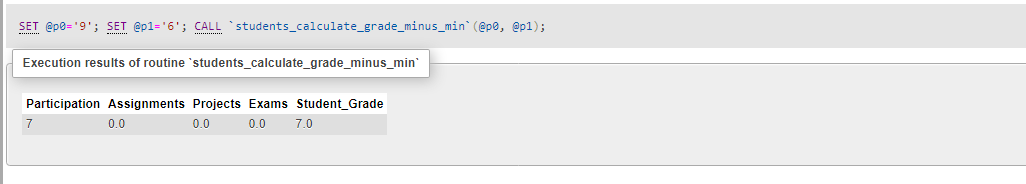 SET @p0='9'; SET @p1='6'; CALL `students_calculate_grade_minus_min`(@p0, @p1);
Execution results of routine `students_calculate_grade_minus_min`
Participation Assignments Projects Exams Student_Grade
7 0.0 0.0 0.0 7.0